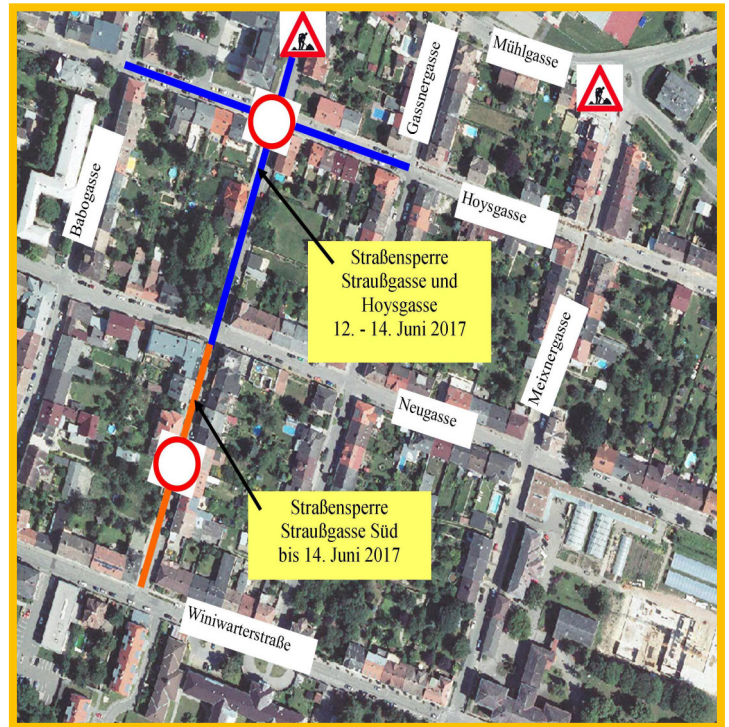 Mühlgasse
Gassnergasse
Babogasse
Hoysgasse
Straßensperre
Straußgasse und
Hoysgasse
12. - 14. Juni 2017
Meixnergasse
Neugasse
Straßensperre
Straußgasse Süd
bis 14. Juni 2017
Winiwarterstraße